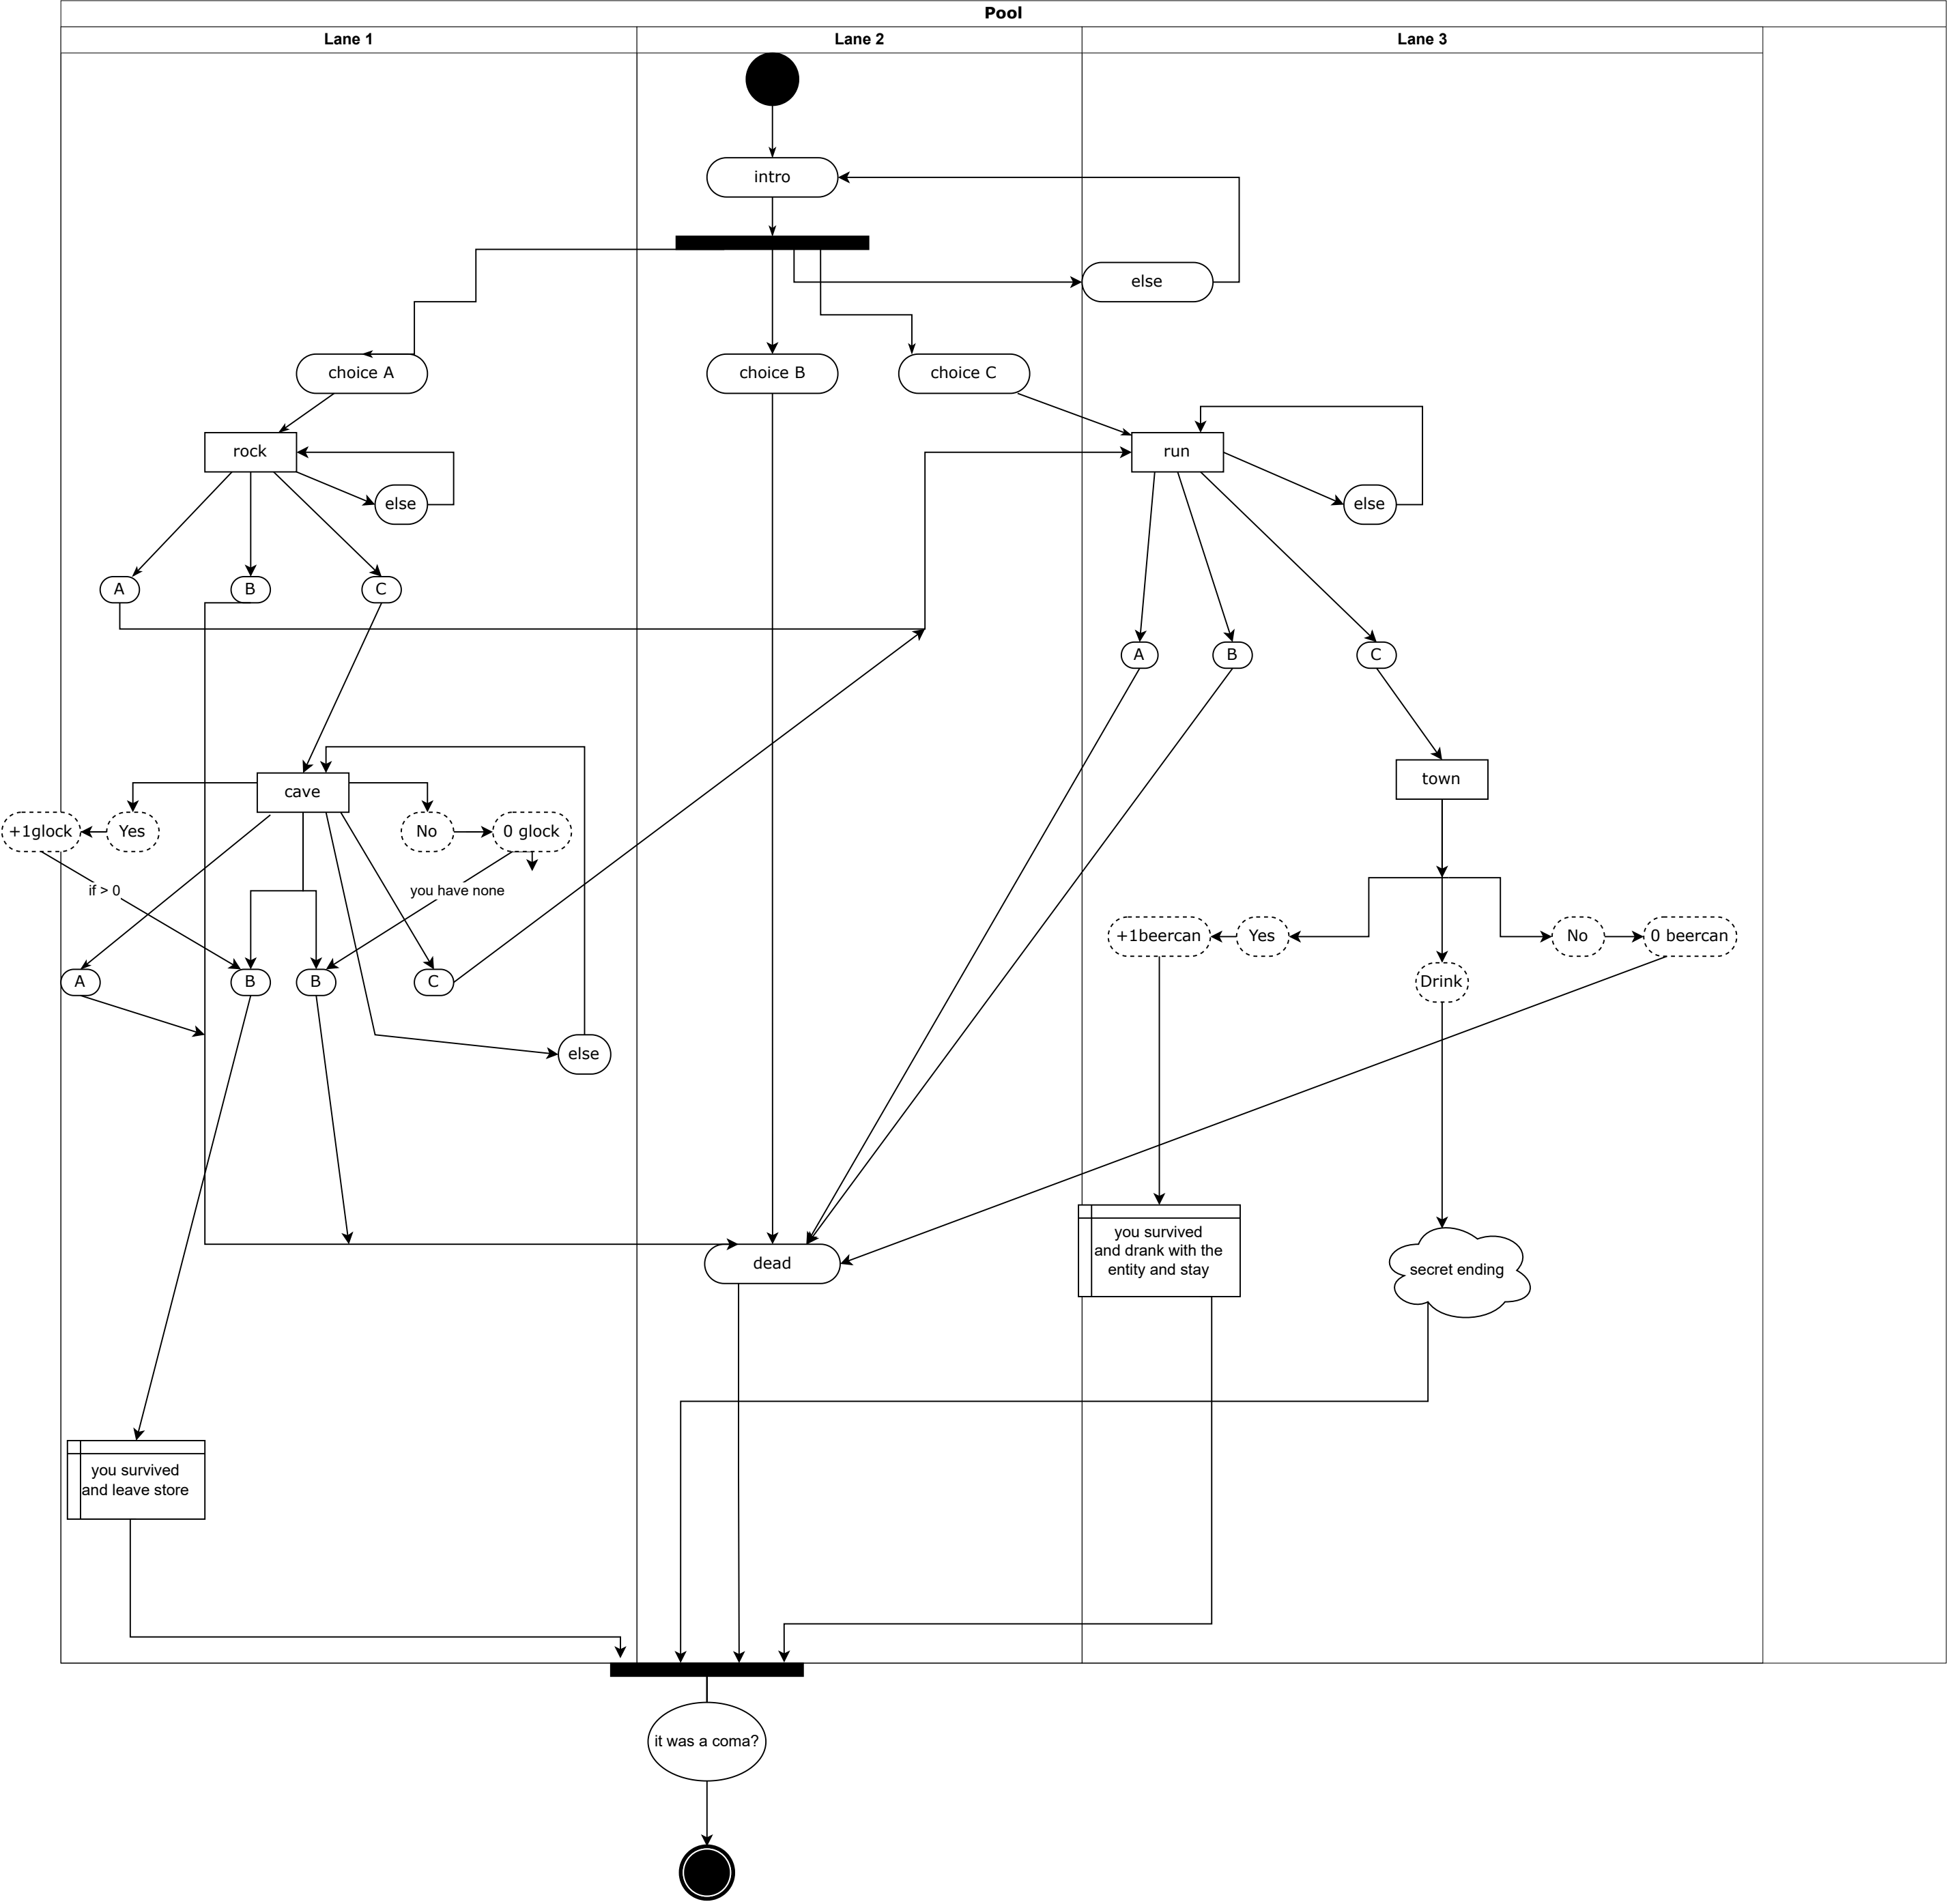 Pool
Lane 1
Lane 2
Lane 3
intro
else
choice A
choice B
choice C
rock
run
else
else
A
B
C
A
B
C
town
cave
+1glock
Yes
No
0 glock
if > 0
you have none
+1beercan
Yes
No
0 beercan
Drink
A
B
B
C
else
you survived
and drank with the
entity and stay
dead
secret ending
you survived
and leave store
it was a coma?